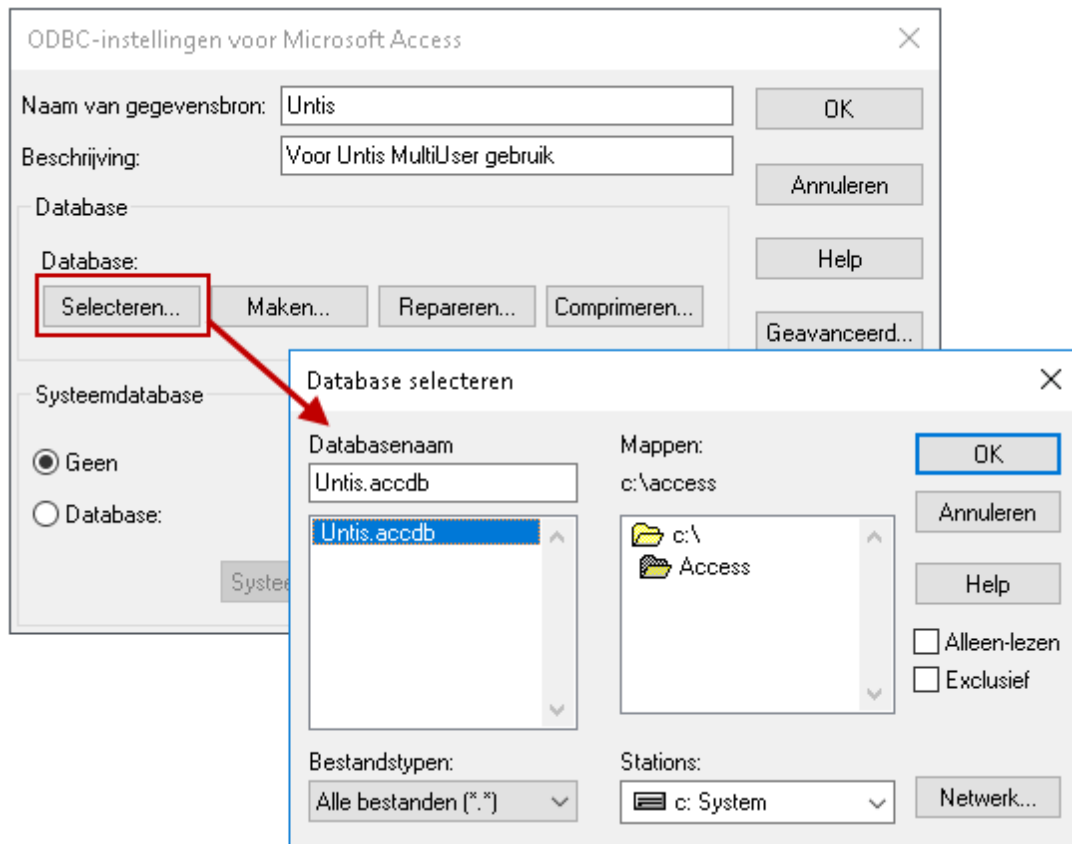 ODBC-instellingen voor Microsoft Access
Naam van gegevensbron: Untis
OK
Beschrijving: Voor Untis MultiUser gebruik
Annuleren
Database
Database:
Help
Selecteren... Maken... Repareren... Comprimeren...
Geavanceerd...
Systeemdatabase
Geen
Database:
Database selecteren
Databasenaam
Untis.accdb
Untis.accdb
Mappen:
c:\access
c:\
Access
OK
Annuleren
Help
Alleen-lezen
Exclusief
Bestandstypen:
Alle bestanden (*.*)
Stations:
c: System
Netwerk...